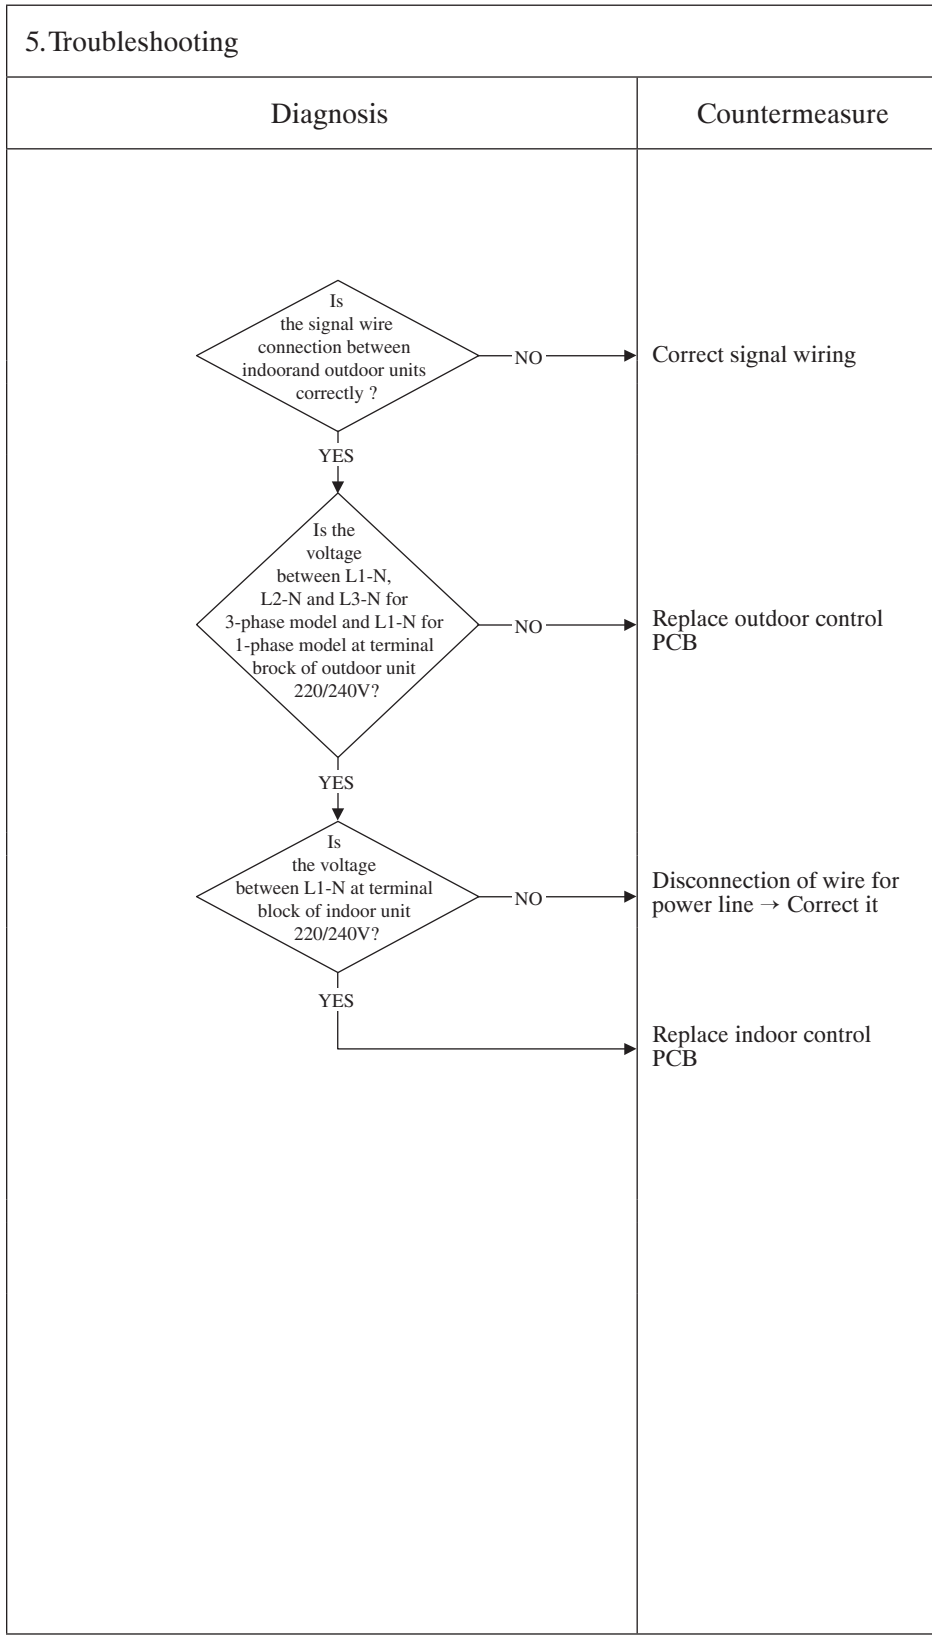 5.Troubleshooting
Diagnosis
Countermeasure
Is
the signal wire
connection between
indoorand outdoor units
correctly ?
NO
Correct signal wiring
YES
Is the
voltage
between L1-N,
L2-N and L3-N for
3-phase model and L1-N for
1-phase model at terminal
brock of outdoor unit
220/240V?
NO
Replace outdoor control
PCB
YES
Is
the voltage
between L1-N at terminal
block of indoor unit
220/240V?
NO
Disconnection of wire for
power line → Correct it
YES
Replace indoor control
PCB